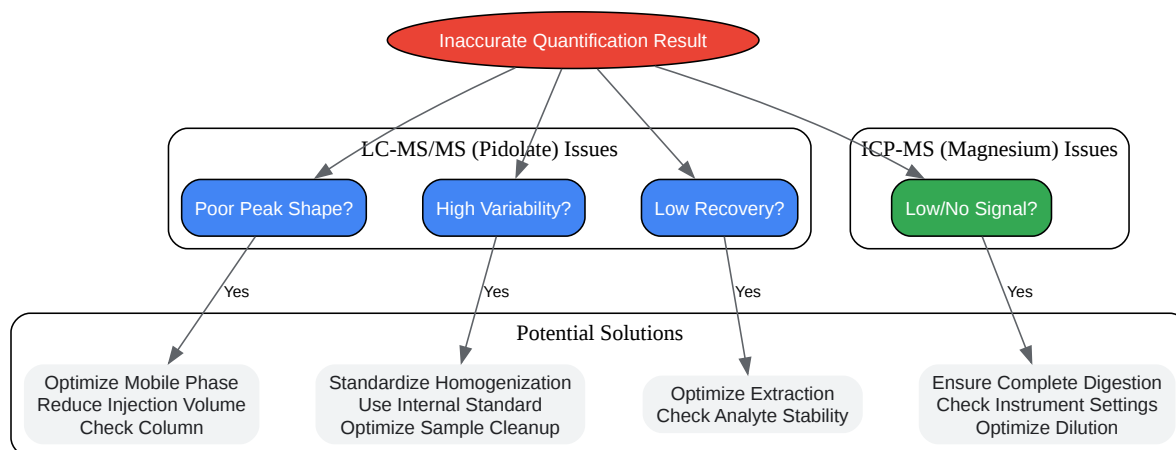 Inaccurate Quantification Result
LC-MS/MS (Pidolate) Issues
ICP-MS (Magnesium) Issues
Poor Peak Shape?
High Variability?
Low Recovery?
Low/No Signal?
Yes
Yes
Yes
Yes
Potential Solutions
Optimize Mobile Phase
Reduce Injection Volume
Check Column
Standardize Homogenization
Use Internal Standard
Optimize Sample Cleanup
Optimize Extraction
Check Analyte Stability
Ensure Complete Digestion
Check Instrument Settings
Optimize Dilution